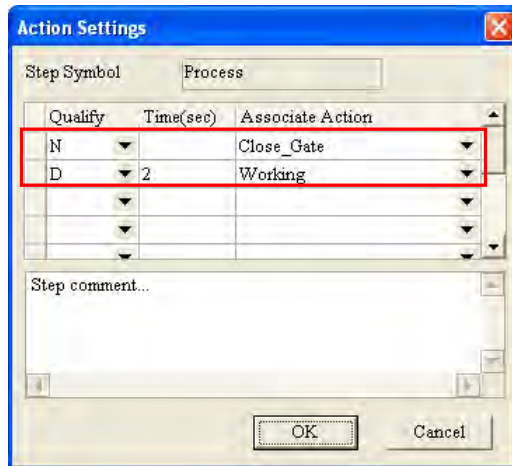 Action Settings
Step Symbol Process
Qualify Time(sec) Associate Action
N Close_Gate
D 2 Working
Step comment...
OK Cancel